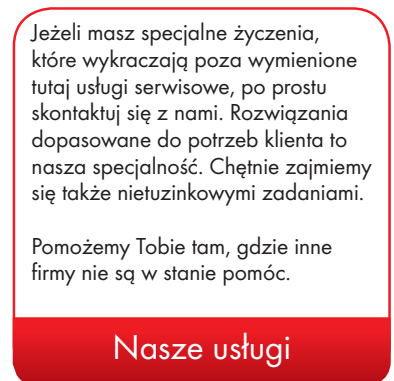 Jeżeli masz specjalne życzenia,
które wykraczają poza wymienione
tutaj usługi serwisowe, po prostu
skontaktuj się z nami. Rozwiązania
dopasowane do potrzeb klienta to
nasza specjalność. Chętnie zajmiemy
się także nietuzinkowymi zadaniami.
Pomożemy Tobie tam, gdzie inne
firmy nie są w stanie pomóc.
Nasze usługi